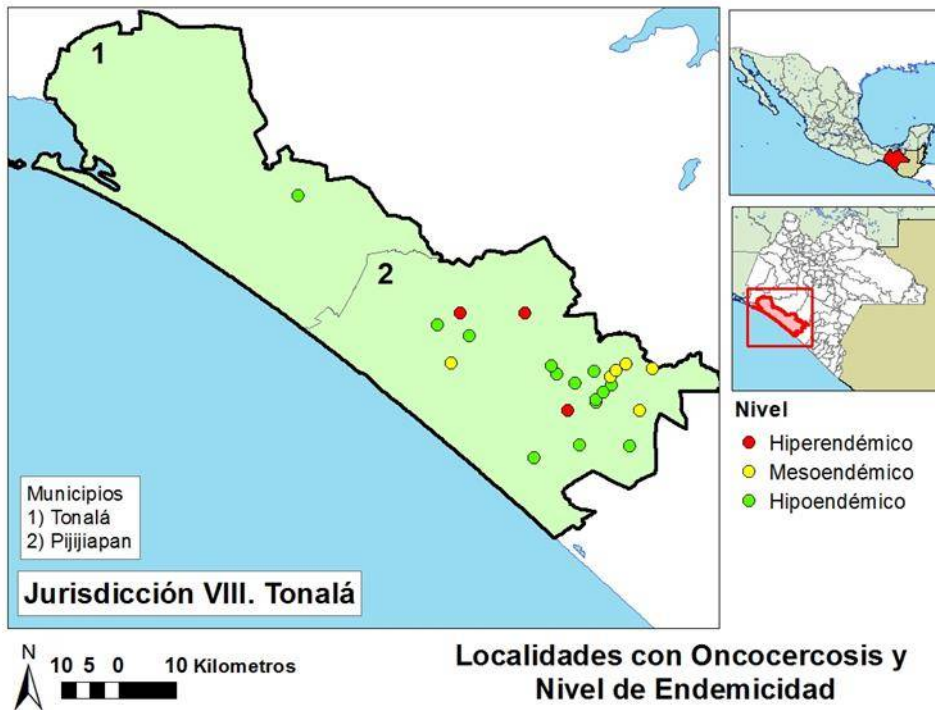 1
2
Municipios
1) Tonalá
2) Pijijiapan
Jurisdicción VIII. Tonalá
Nivel
Hiperendémico
Mesoendémico
Hipoendémico
N
10 5 0 10 Kilometros
Localidades con Oncocercosis y
Nivel de Endemicidad